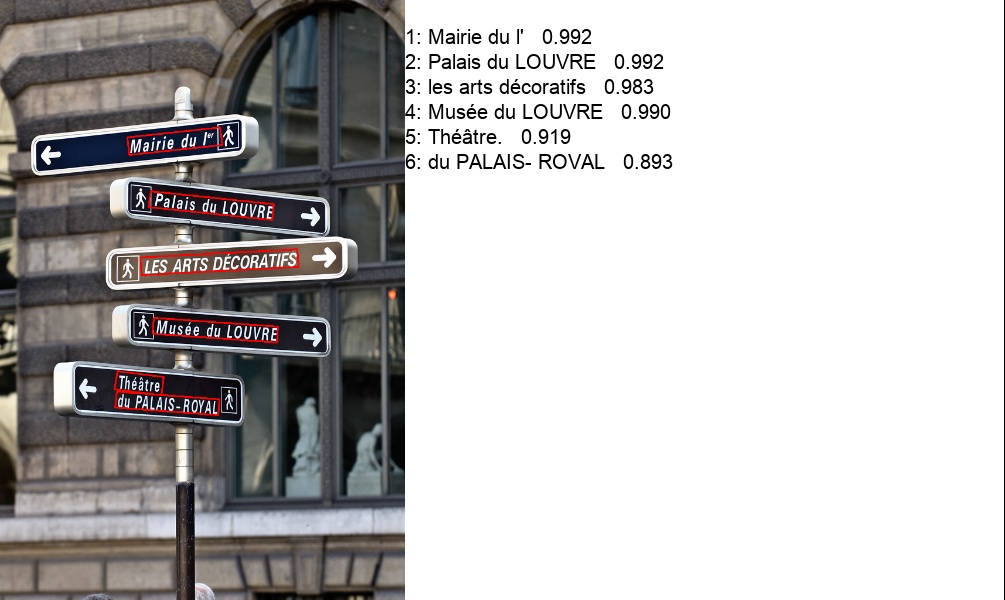 Mairie du Ier
Palais du LOUVRE
LES ARTS DÉCORATIFS
Musée du LOUVRE
Théâtre
du PALAIS-ROYAL
1: Mairie du l' 0.992
2: Palais du LOUVRE 0.992
3: les arts décoratifs 0.983
4: Musée du LOUVRE 0.990
5: Théâtre. 0.919
6: du PALAIS- ROVAL 0.893